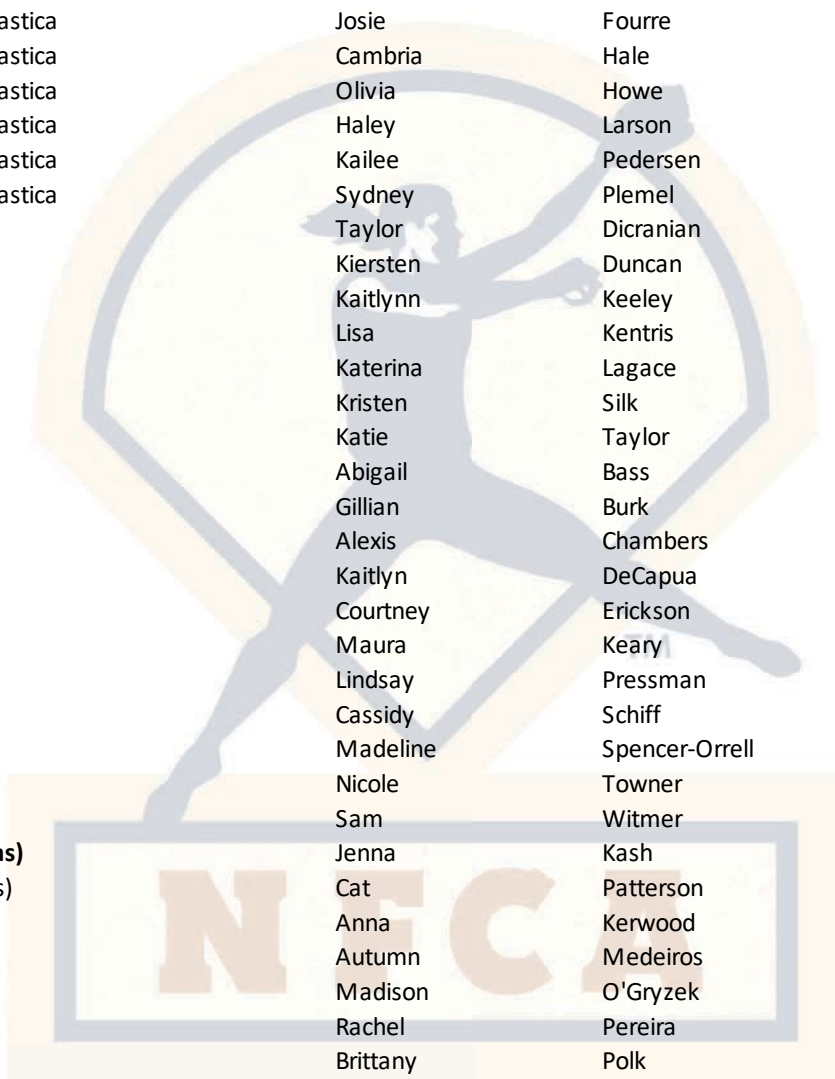 astica Josie Fourre
astica Cambria Hale
astica Olivia Howe
astica Haley Larson
astica Kailee Pedersen
astica Sydney Plemel
Taylor Dicranian
Kiersten Duncan
Kaitlynn Keeley
Lisa Kentris
Katerina Lagace
Kristen Silk
Katie Taylor
Abigail Bass
Gillian Burk
Alexis Chambers
Kaitlyn DeCapua
Courtney Erickson
Maura Keary
TM
Lindsay Pressman
Cassidy Schiff
Madeline Spencer-Orrell
Nicole Towner
Sam Witmer
as) Jenna Kash
s) Cat Patterson
Anna Kerwood
NFCA
Autumn Medeiros
Madison O'Gryzek
Rachel Pereira
Brittany Polk